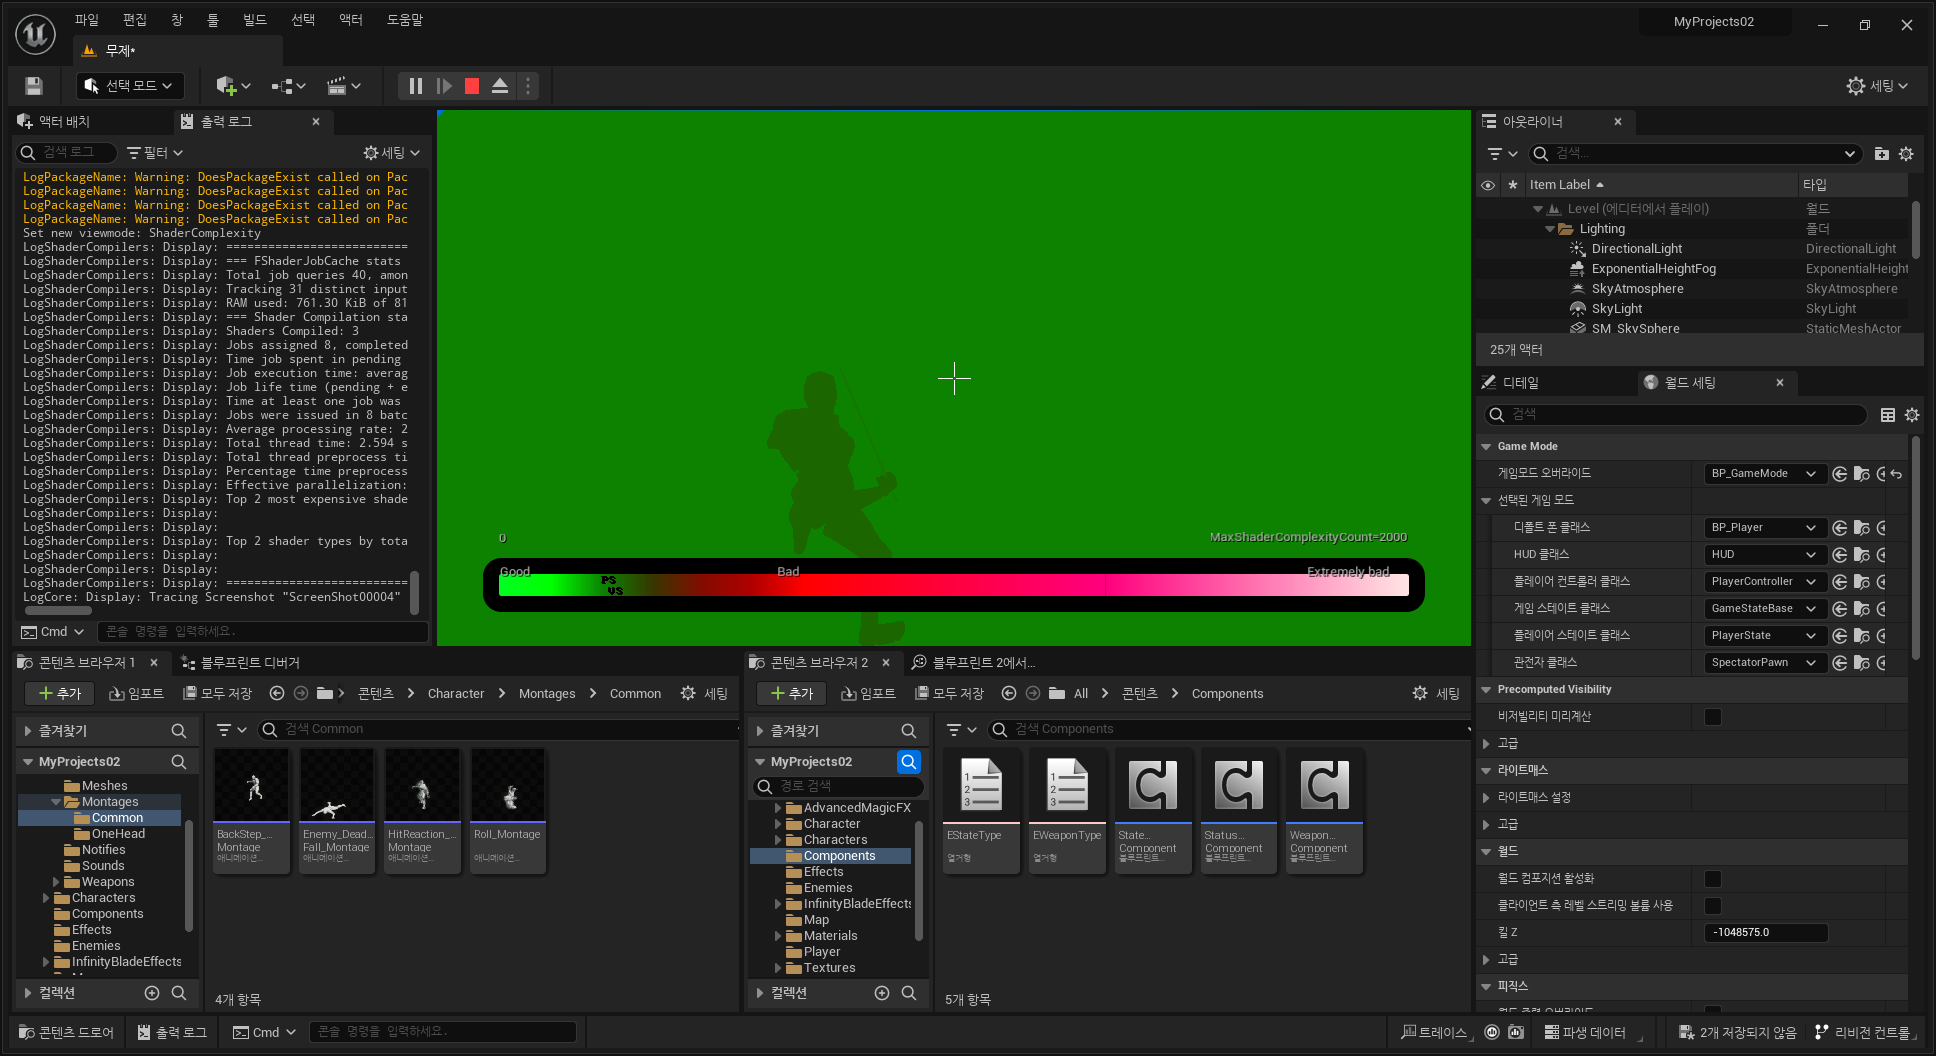 파일 편집 창 툴 빌드 선택 액터 도움말
MyProjects02
무제*
선택 모드
세팅
액터 배치
출력 로그
검색 로그
필터
세팅
LogPackageName: Warning: DoesPackageExist called on Pac
LogPackageName: Warning: DoesPackageExist called on Pac
LogPackageName: Warning: DoesPackageExist called on Pac
LogPackageName: Warning: DoesPackageExist called on Pac
Set new viewmode: ShaderComplexity
LogShaderCompilers: Display: ==========================
LogShaderCompilers: Display: === FShaderJobCache stats
LogShaderCompilers: Display: Total job queries 40, amon
LogShaderCompilers: Display: Tracking 31 distinct input
LogShaderCompilers: Display: RAM used: 761.30 KiB of 81
LogShaderCompilers: Display: === Shader Compilation sta
LogShaderCompilers: Display: Shaders Compiled: 3
LogShaderCompilers: Display: Jobs assigned 8, completed
LogShaderCompilers: Display: Time job spent in pending
LogShaderCompilers: Display: Job execution time: averag
LogShaderCompilers: Display: Job life time (pending + e
LogShaderCompilers: Display: Time at least one job was
LogShaderCompilers: Display: Jobs were issued in 8 batc
LogShaderCompilers: Display: Average processing rate: 2
LogShaderCompilers: Display: Total thread time: 2.594 s
LogShaderCompilers: Display: Total thread preprocess ti
LogShaderCompilers: Display: Percentage time preprocess
LogShaderCompilers: Display: Effective parallelization:
LogShaderCompilers: Display: Top 2 most expensive shade
LogShaderCompilers: Display:
LogShaderCompilers: Display:
LogShaderCompilers: Display: Top 2 shader types by tota
LogShaderCompilers: Display:
LogShaderCompilers: Display:
LogShaderCompilers: Display: ==========================
LogCore: Display: Tracing Screenshot "ScreenShot00004"
Cmd
콘솔 명령을 입력하세요.
0
MaxShaderComplexityCount=2000
Good Bad Extremely bad
PS
VS
아웃라이너
검색...
Item Label 타입
Level (에디터에서 플레이) 월드
Lighting 폴더
DirectionalLight DirectionalLight
ExponentialHeightFog ExponentialHeight
SkyAtmosphere SkyAtmosphere
SkyLight SkyLight
SM_SkySphere StaticMeshActor
25개 액터
디테일 월드 세팅
검색
Game Mode
게임모드 오버라이드 BP_GameMode
선택된 게임 모드
디폴트 폰 클래스 BP_Player
HUD 클래스 HUD
플레이어 컨트롤러 클래스 PlayerController
게임 스테이트 클래스 GameStateBase
플레이어 스테이트 클래스 PlayerState
관전자 클래스 SpectatorPawn
Precomputed Visibility
비저빌리티 미리계산
고급
라이트매스
라이트매스 설정
고급
월드
월드 컴포지션 활성화
클라이언트 측 레벨 스트리밍 볼륨 사용
킬 Z -1048575.0
고급
피직스
콘텐츠 브라우저 1
블루프린트 디버거
추가 임포트 모두 저장 콘텐츠 Character Montages Common 세팅
즐겨찾기
검색 Common
MyProjects02
Meshes
Montages
Common
OneHead
Notifies
Sounds
Weapons
Characters
Components
Effects
Enemies
InfinityBladeEffects
컬렉션
BackStep_...
Montage
애니메이션...
Enemy_Dead...
Fall_Montage
애니메이션...
HitReaction_...
Montage
애니메이션...
Roll_Montage
애니메이션...
4개 항목
콘텐츠 브라우저 2
블루프린트 2에서...
추가 임포트 모두 저장 All 콘텐츠 Components 세팅
즐겨찾기
검색 Components
MyProjects02
경로 검색
AdvancedMagicFX
Character
Characters
Components
Effects
Enemies
InfinityBladeEffects
Map
Materials
Player
Textures
컬렉션
1
2
3
EStateType
열거형
1
2
3
EWeaponType
열거형
State...
Component
블루프린트...
Status...
Component
블루프린트...
Weapon...
Component
블루프린트...
5개 항목
콘텐츠 드로어 출력 로그 Cmd 콘솔 명령을 입력하세요.
트레이스 파생 데이터 2개 저장되지 않음 리비전 컨트롤